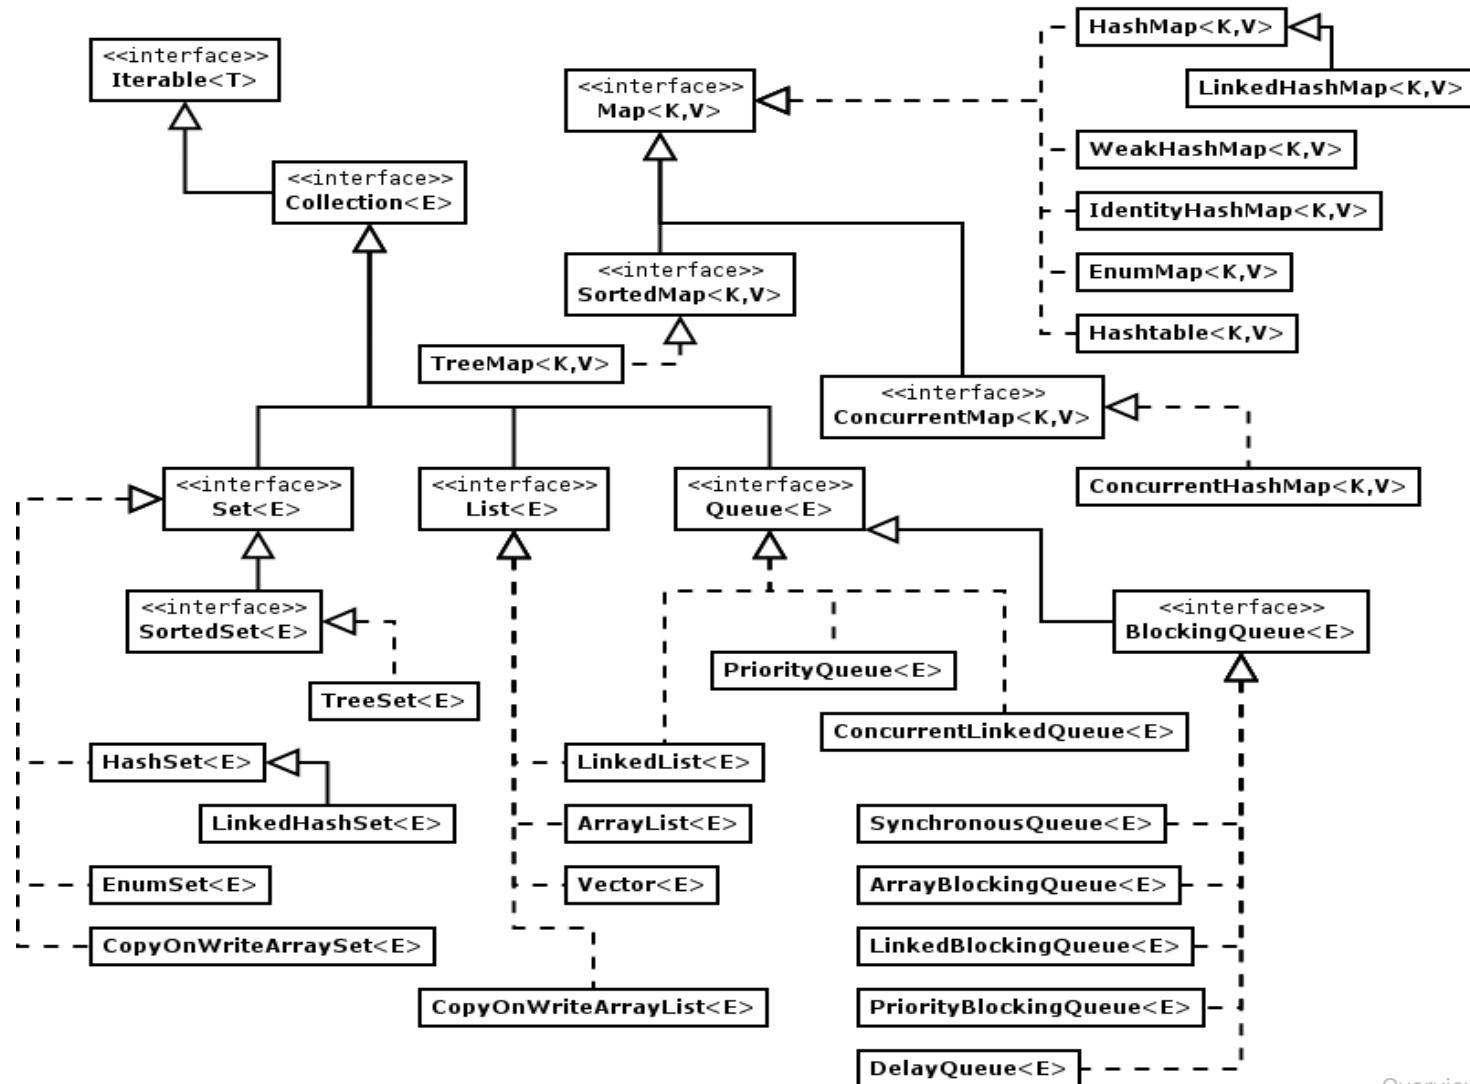 HashMap<K,V>
<<interface>>
Iterable<T>
<<interface>>
Map<K,V>
LinkedHashMap<K,V>
WeakHashMap<K,V>
<<interface>>
Collection<E>
IdentityHashMap<K,V>
<<interface>>
SortedMap<K,V>
EnumMap<K,V>
Hashtable<K,V>
TreeMap<K,V>
<<interface>>
ConcurrentMap<K,V>
<<interface>>
Set<E>
<<interface>>
List<E>
<<interface>>
Queue<E>
ConcurrentHashMap<K,V>
<<interface>>
SortedSet<E>
<<interface>>
BlockingQueue<E>
PriorityQueue<E>
TreeSet<E>
ConcurrentLinkedQueue<E>
HashSet<E>
LinkedList<E>
LinkedHashSet<E>
ArrayList<E>
SynchronousQueue<E>
EnumSet<E>
Vector<E>
ArrayBlockingQueue<E>
CopyOnWriteArraySet<E>
LinkedBlockingQueue<E>
CopyOnWriteArrayList<E>
PriorityBlockingQueue<E>
DelayQueue<E>